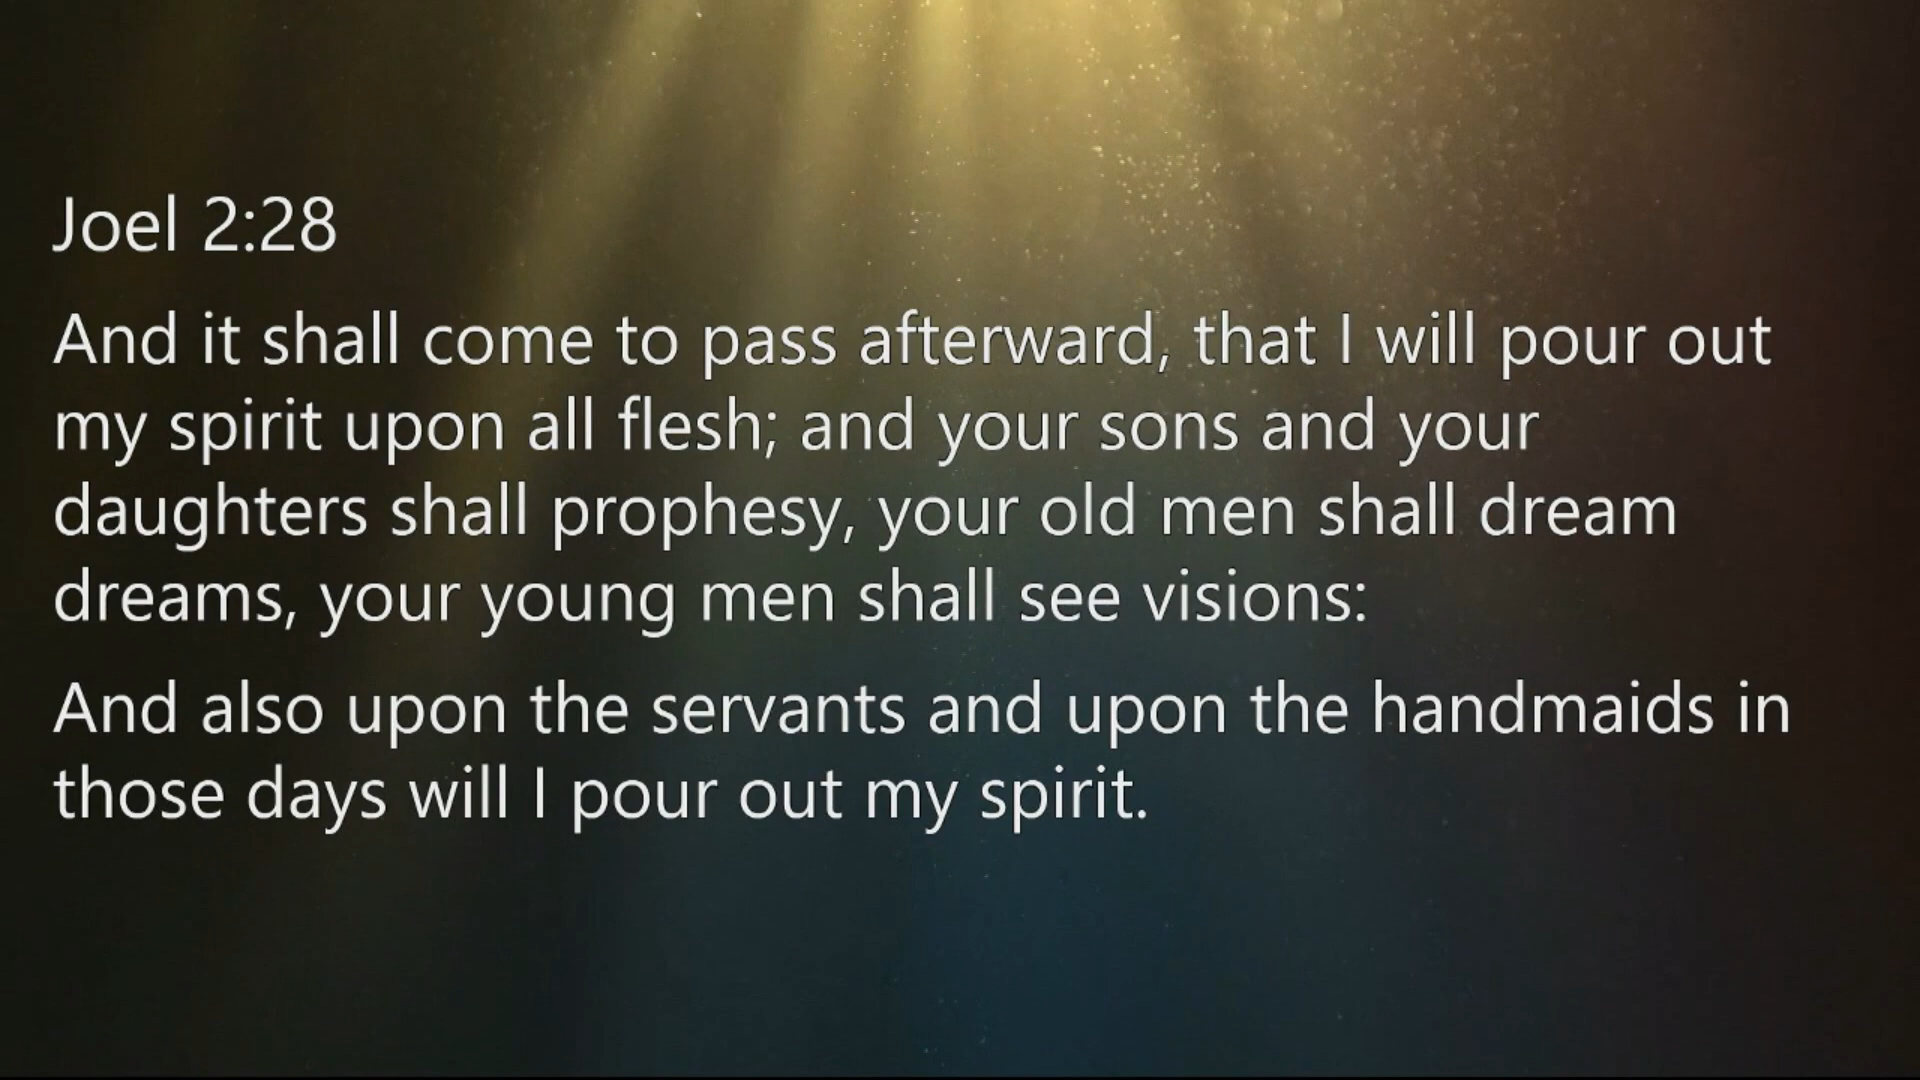 Joel 2:28
And it shall come to pass afterward, that I will pour out
my spirit upon all flesh; and your sons and your
daughters shall prophesy, your old men shall dream
dreams, your young men shall see visions:
And also upon the servants and upon the handmaids in
those days will I pour out my spirit.